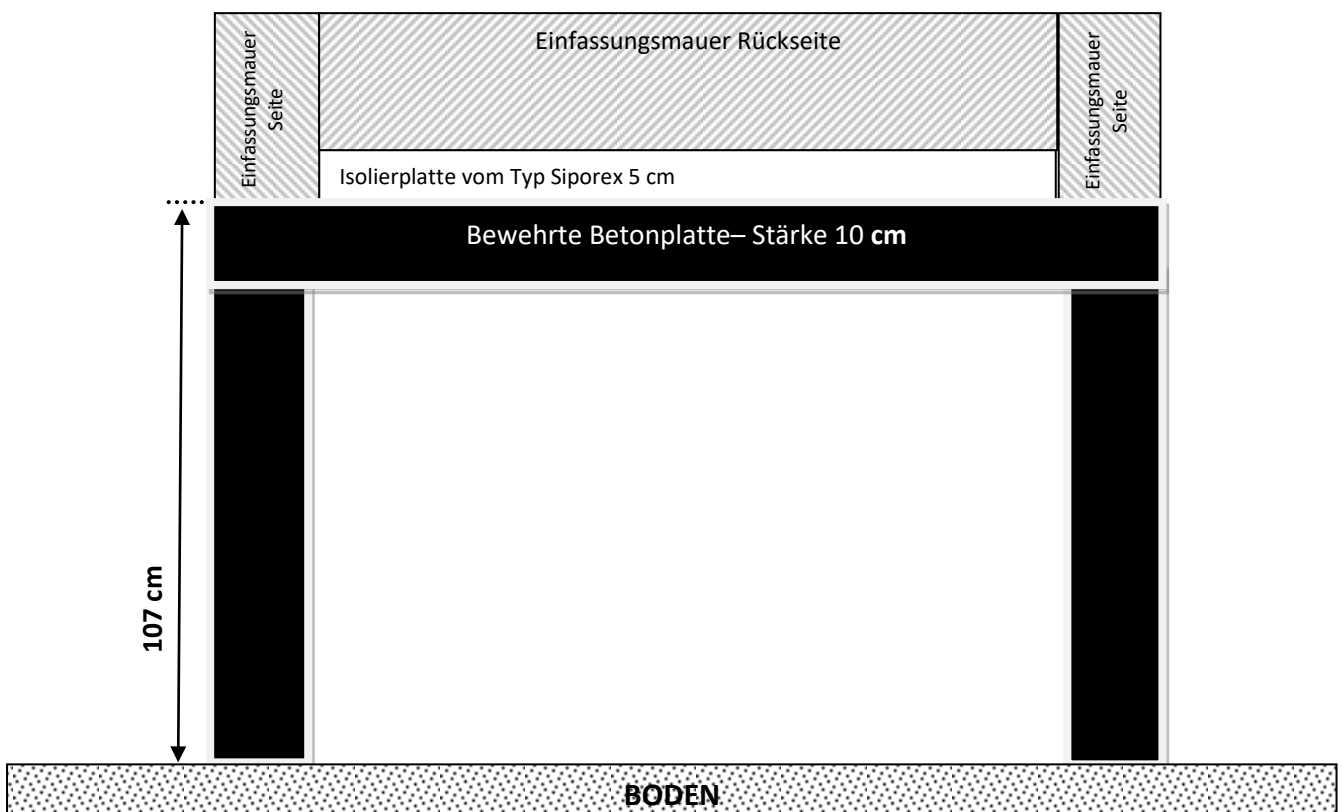 Einfassungsmauer
Seite
Einfassungsmauer Rückseite
Einfassungsmauer
Seite
Isolierplatte vom Typ Siporex 5 cm
Bewehrte Betonplatte– Stärke 10 cm
107 cm
BODEN